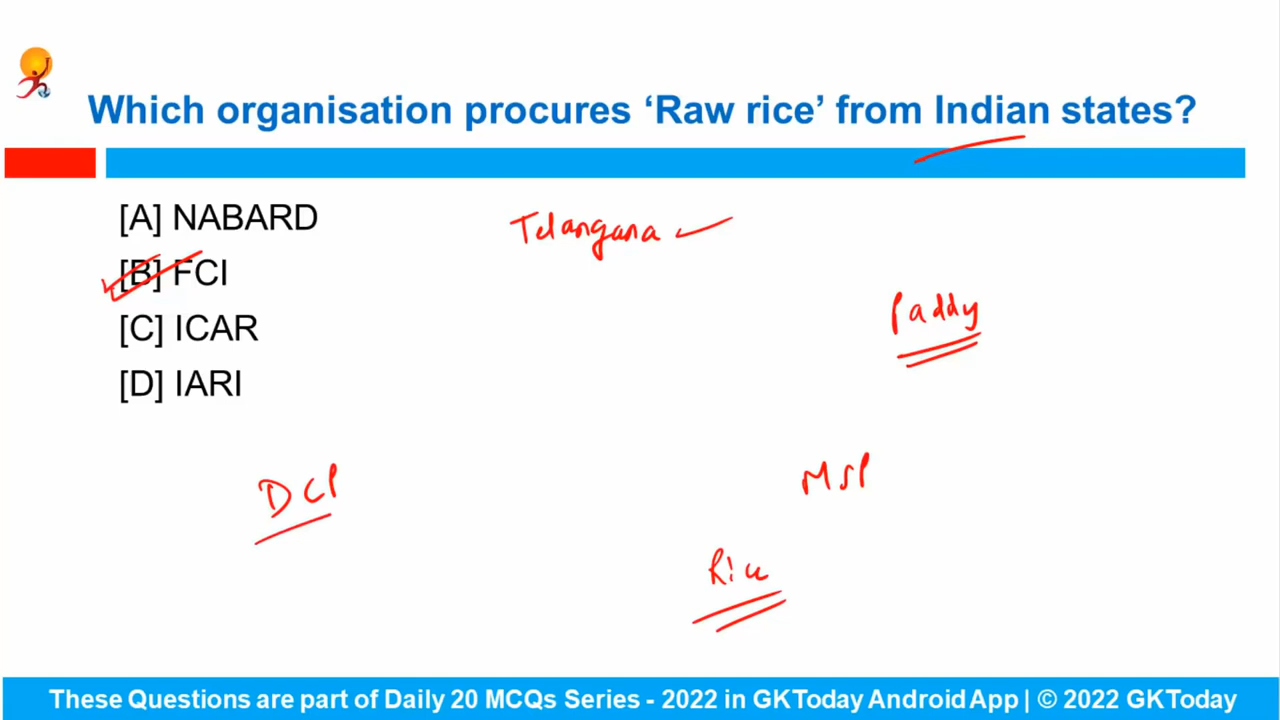 Which organisation procures ‘Raw rice’ from Indian states?
[A] NABARD
Telangana
[B] FCI
Paddy
[C] ICAR
[D] IARI
DCP
MSP
Rice
These Questions are part of Daily 20 MCQs Series - 2022 in GKToday Android App | © 2022 GKToday